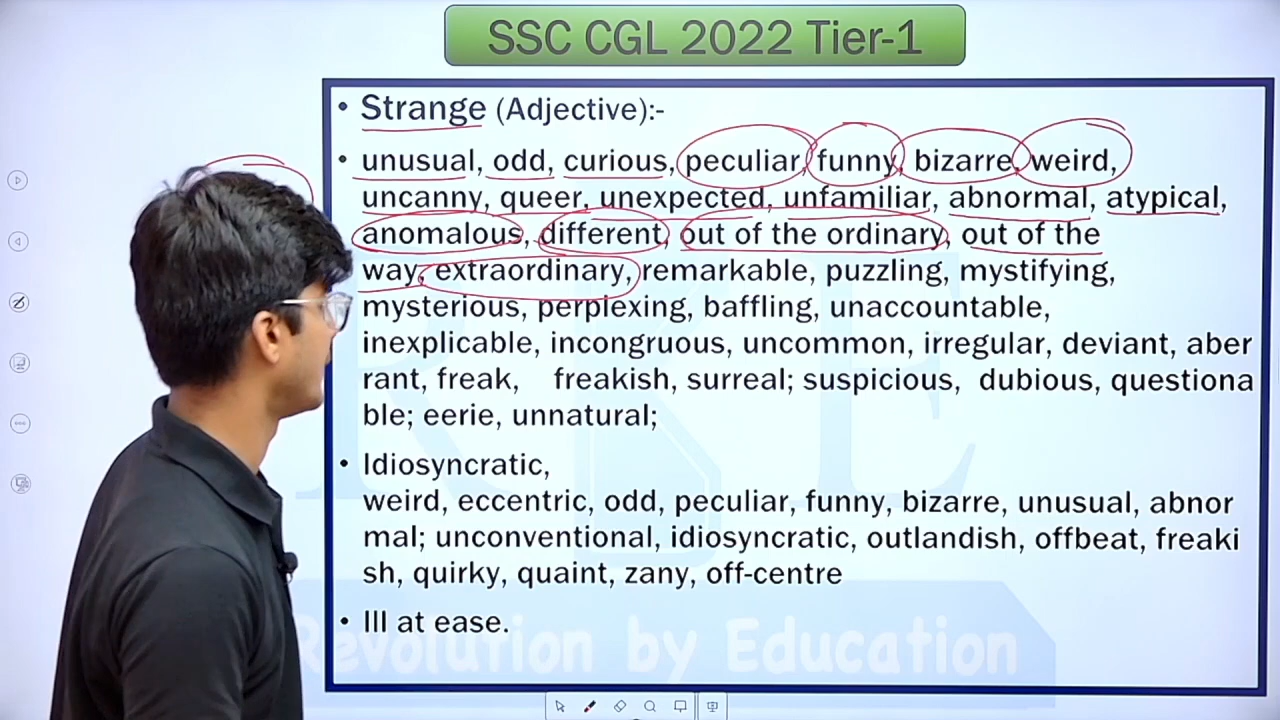 SSC CGL 2022 Tier-1
• Strange (Adjective):-
• unusual, odd, curious, peculiar, funny, bizarre, weird,
uncanny, queer, unexpected, unfamiliar, abnormal, atypical,
anomalous, different, out of the ordinary, out of the
way, extraordinary, remarkable, puzzling, mystifying,
mysterious, perplexing, baffling, unaccountable,
inexplicable, incongruous, uncommon, irregular, deviant, aber
rant, freak, freakish, surreal; suspicious, dubious, questiona
ble; eerie, unnatural;
• Idiosyncratic,
weird, eccentric, odd, peculiar, funny, bizarre, unusual, abnor
mal; unconventional, idiosyncratic, outlandish, offbeat, freaki
sh, quirky, quaint, zany, off-centre
• Ill at ease.
Revolution by Education